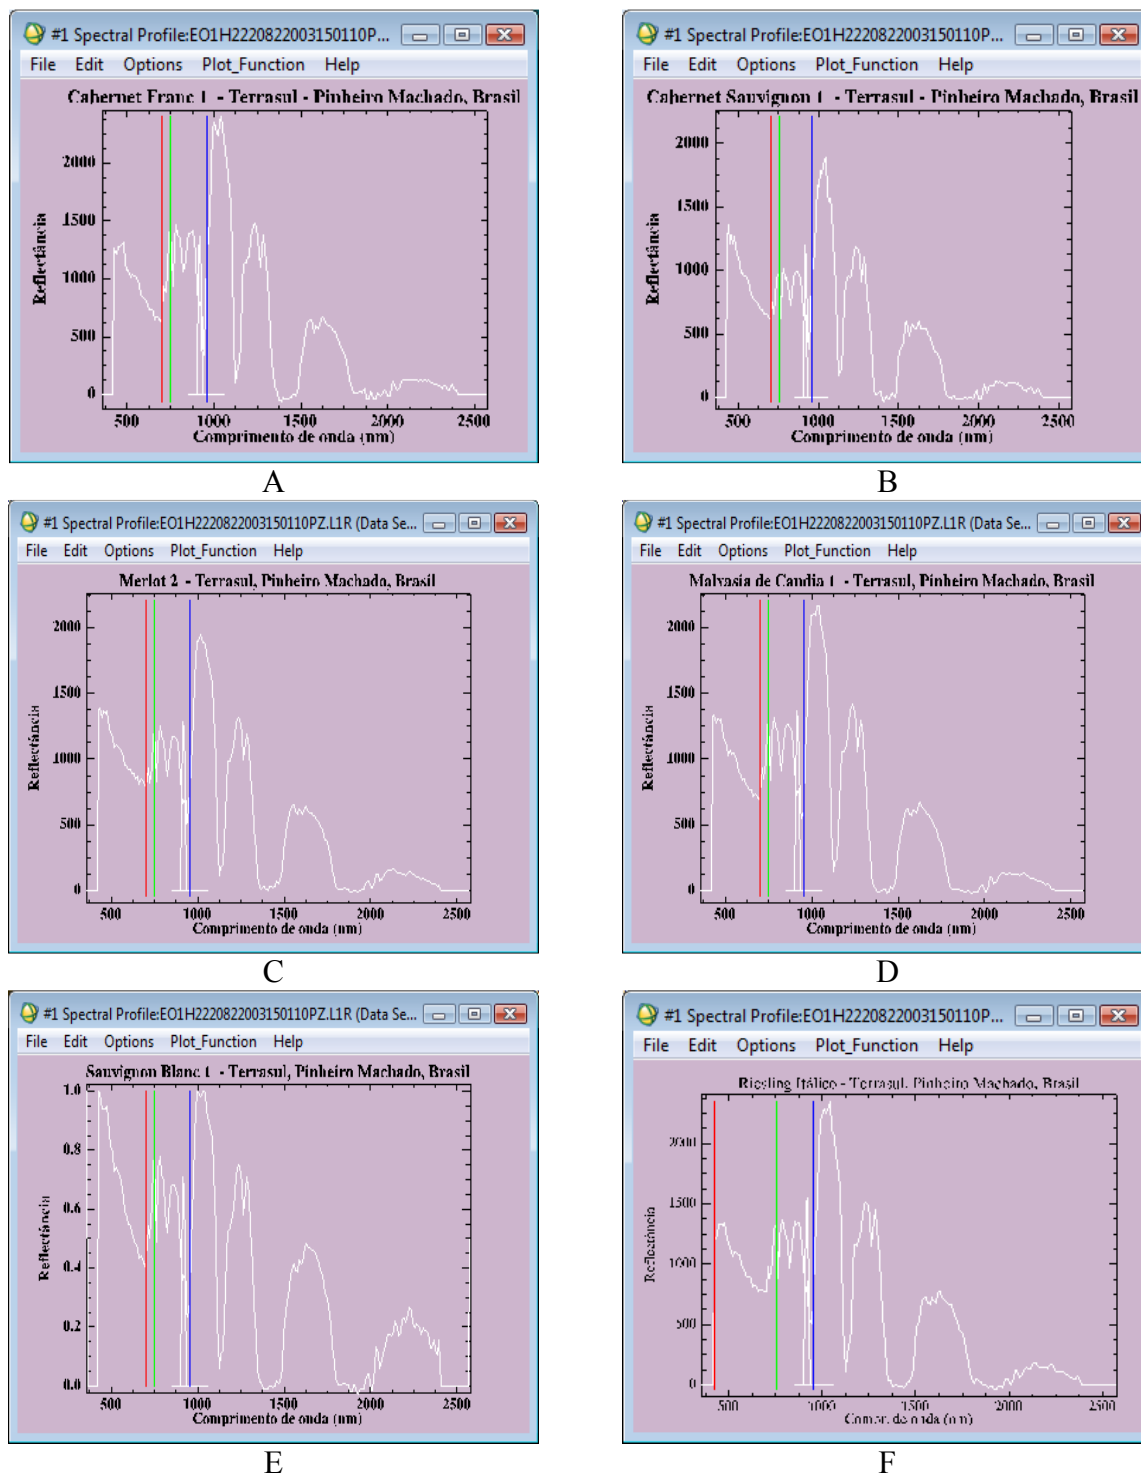 #1 Spectral Profile:EO1H2220822003150110P...
File Edit Options Plot_Function Help
Cabernet Franc 1 - Terrasul - Pinheiro Machado, Brasil
Reflectância
2000
1500
1000
500
0
500 1000 1500 2000 2500
Comprimento de onda (nm)
A
#1 Spectral Profile:EO1H2220822003150110P...
File Edit Options Plot_Function Help
Cabernet Sauvignon 1 - Terrasul - Pinheiro Machado, Brasil
Reflectância
2000
1500
1000
500
0
500 1000 1500 2000 2500
Comprimento de onda (nm)
B
#1 Spectral Profile:EO1H2220822003150110PZ.L1R (Data Se...
File Edit Options Plot_Function Help
Merlot 2 - Terrasul, Pinheiro Machado, Brasil
Reflectância
2000
1500
1000
500
0
500 1000 1500 2000 2500
Comprimento de onda (nm)
C
#1 Spectral Profile:EO1H2220822003150110PZ.L1R (Data Se...
File Edit Options Plot_Function Help
Malvasia de Candia 1 - Terrasul, Pinheiro Machado, Brasil
Reflectância
2000
1500
1000
500
0
500 1000 1500 2000 2500
Comprimento de onda (nm)
D
#1 Spectral Profile:EO1H2220822003150110PZ.L1R (Data Se...
File Edit Options Plot_Function Help
Sauvignon Blanc 1 - Terrasul, Pinheiro Machado, Brasil
Reflectância
1.0
0.8
0.6
0.4
0.2
0.0
500 1000 1500 2000 2500
Comprimento de onda (nm)
E
#1 Spectral Profile:EO1H2220822003150110P...
File Edit Options Plot_Function Help
Riesling Itálico - Terrasul. Pinheiro Machado, Brasil
Reflectância
2000
1500
1000
500
0
500 1000 1500 2000 2500
Compr. de onda (nm)
F